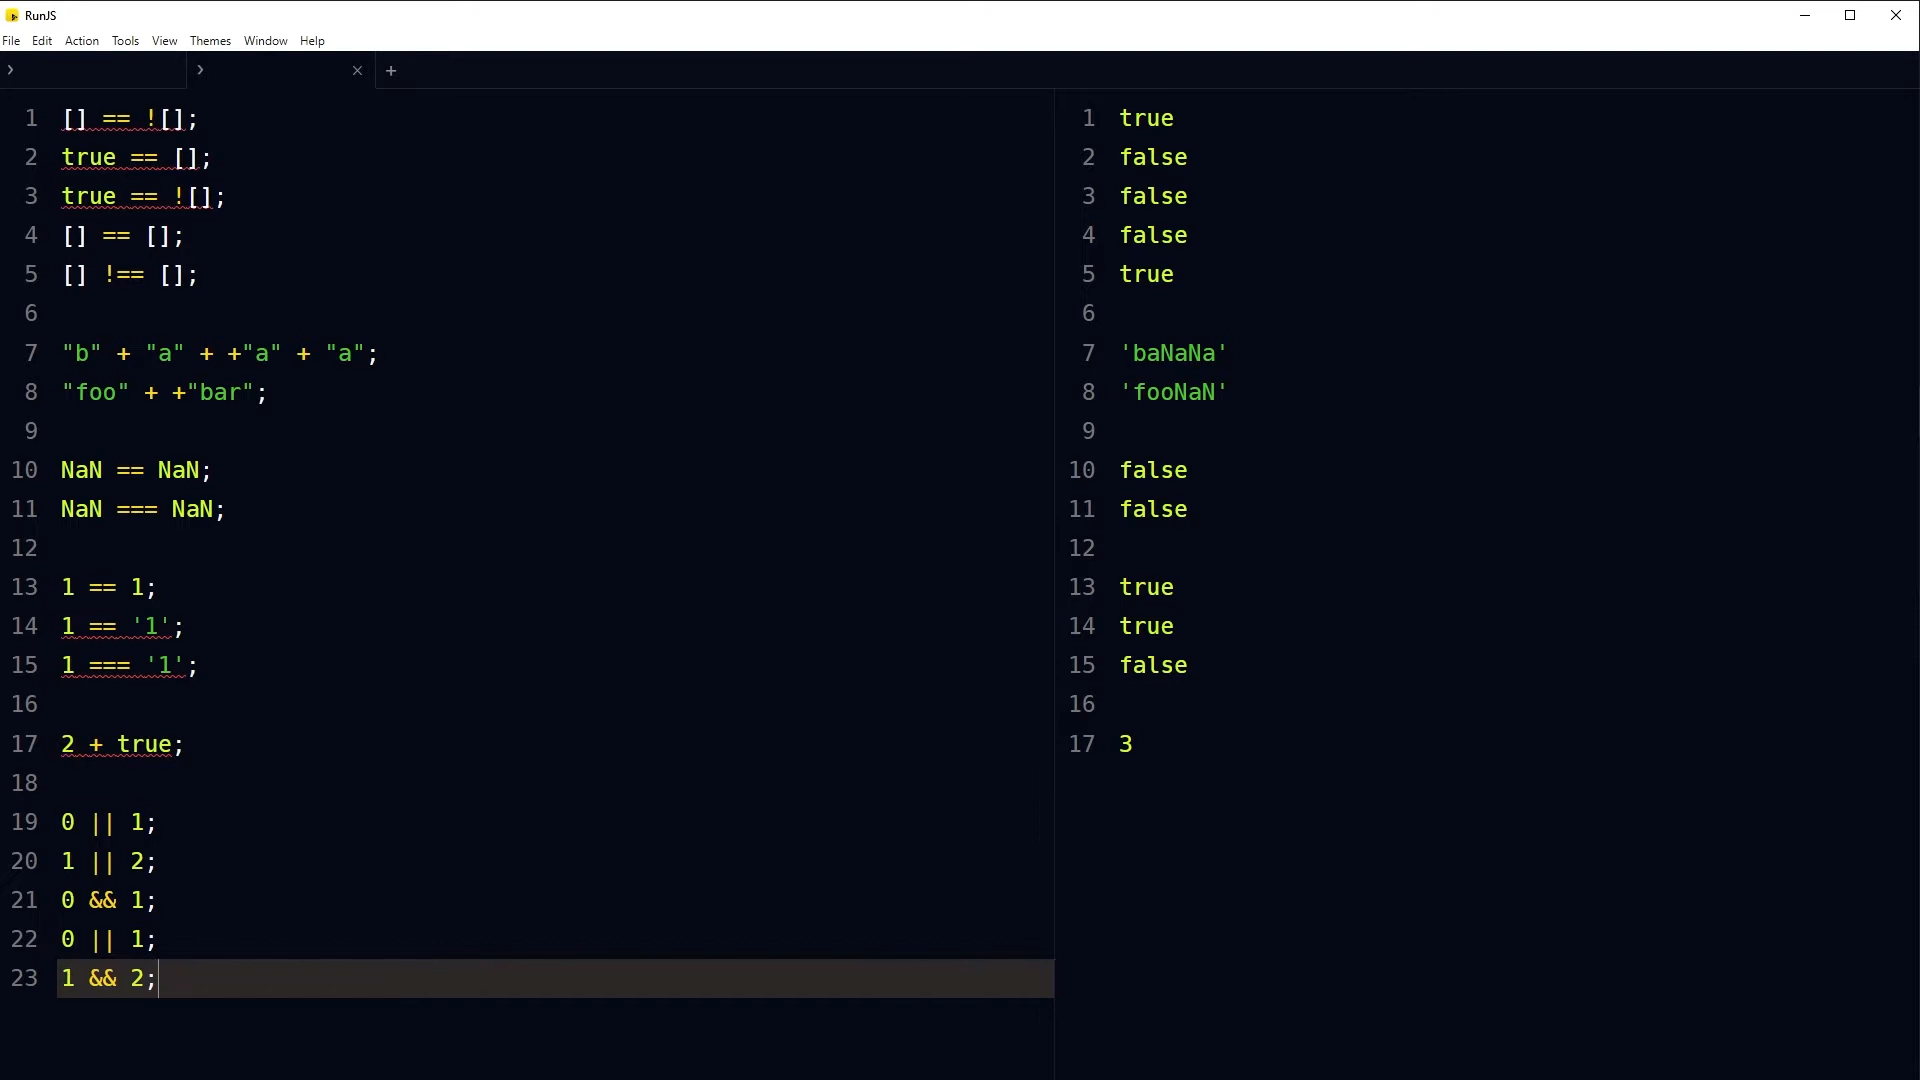 RunJS
File Edit Action Tools View Themes Window Help
1 [] == ![];
2 true == [];
3 true == ![];
4 [] == [];
5 [] !== [];
6
7 "b" + "a" + +"a" + "a";
8 "foo" + +"bar";
9
10 NaN == NaN;
11 NaN === NaN;
12
13 1 == 1;
14 1 == '1';
15 1 === '1';
16
17 2 + true;
18
19 0 || 1;
20 1 || 2;
21 0 && 1;
22 0 || 1;
23 1 && 2;
1 true
2 false
3 false
4 false
5 true
6
7 'baNaNa'
8 'fooNaN'
9
10 false
11 false
12
13 true
14 true
15 false
16
17 3